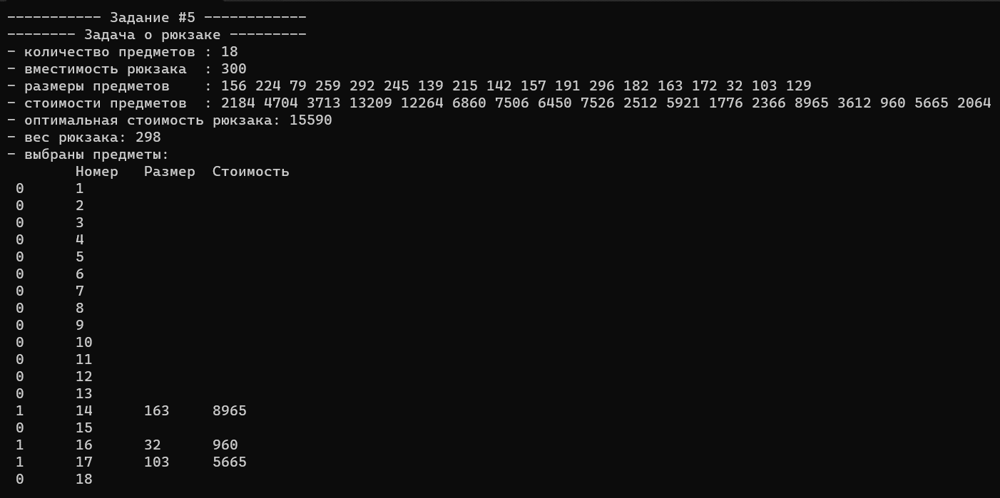 ----------- Задание #5 ------------
-------- Задача о рюкзаке ---------
- количество предметов : 18
- вместимость рюкзака  : 300
- размеры предметов    : 156 224 79 259 292 245 139 215 142 157 191 296 182 163 172 32 103 129
- стоимости предметов  : 2184 4704 3713 13209 12264 6860 7506 6450 7526 2512 5921 1776 2366 8965 3612 960 5665 2064
- оптимальная стоимость рюкзака: 15590
- вес рюкзака: 298
- выбраны предметы:
        Номер   Размер  Стоимость
 0      1
 0      2
 0      3
 0      4
 0      5
 0      6
 0      7
 0      8
 0      9
 0      10
 0      11
 0      12
 0      13
 1      14      163     8965
 0      15
 1      16      32      960
 1      17      103     5665
 0      18